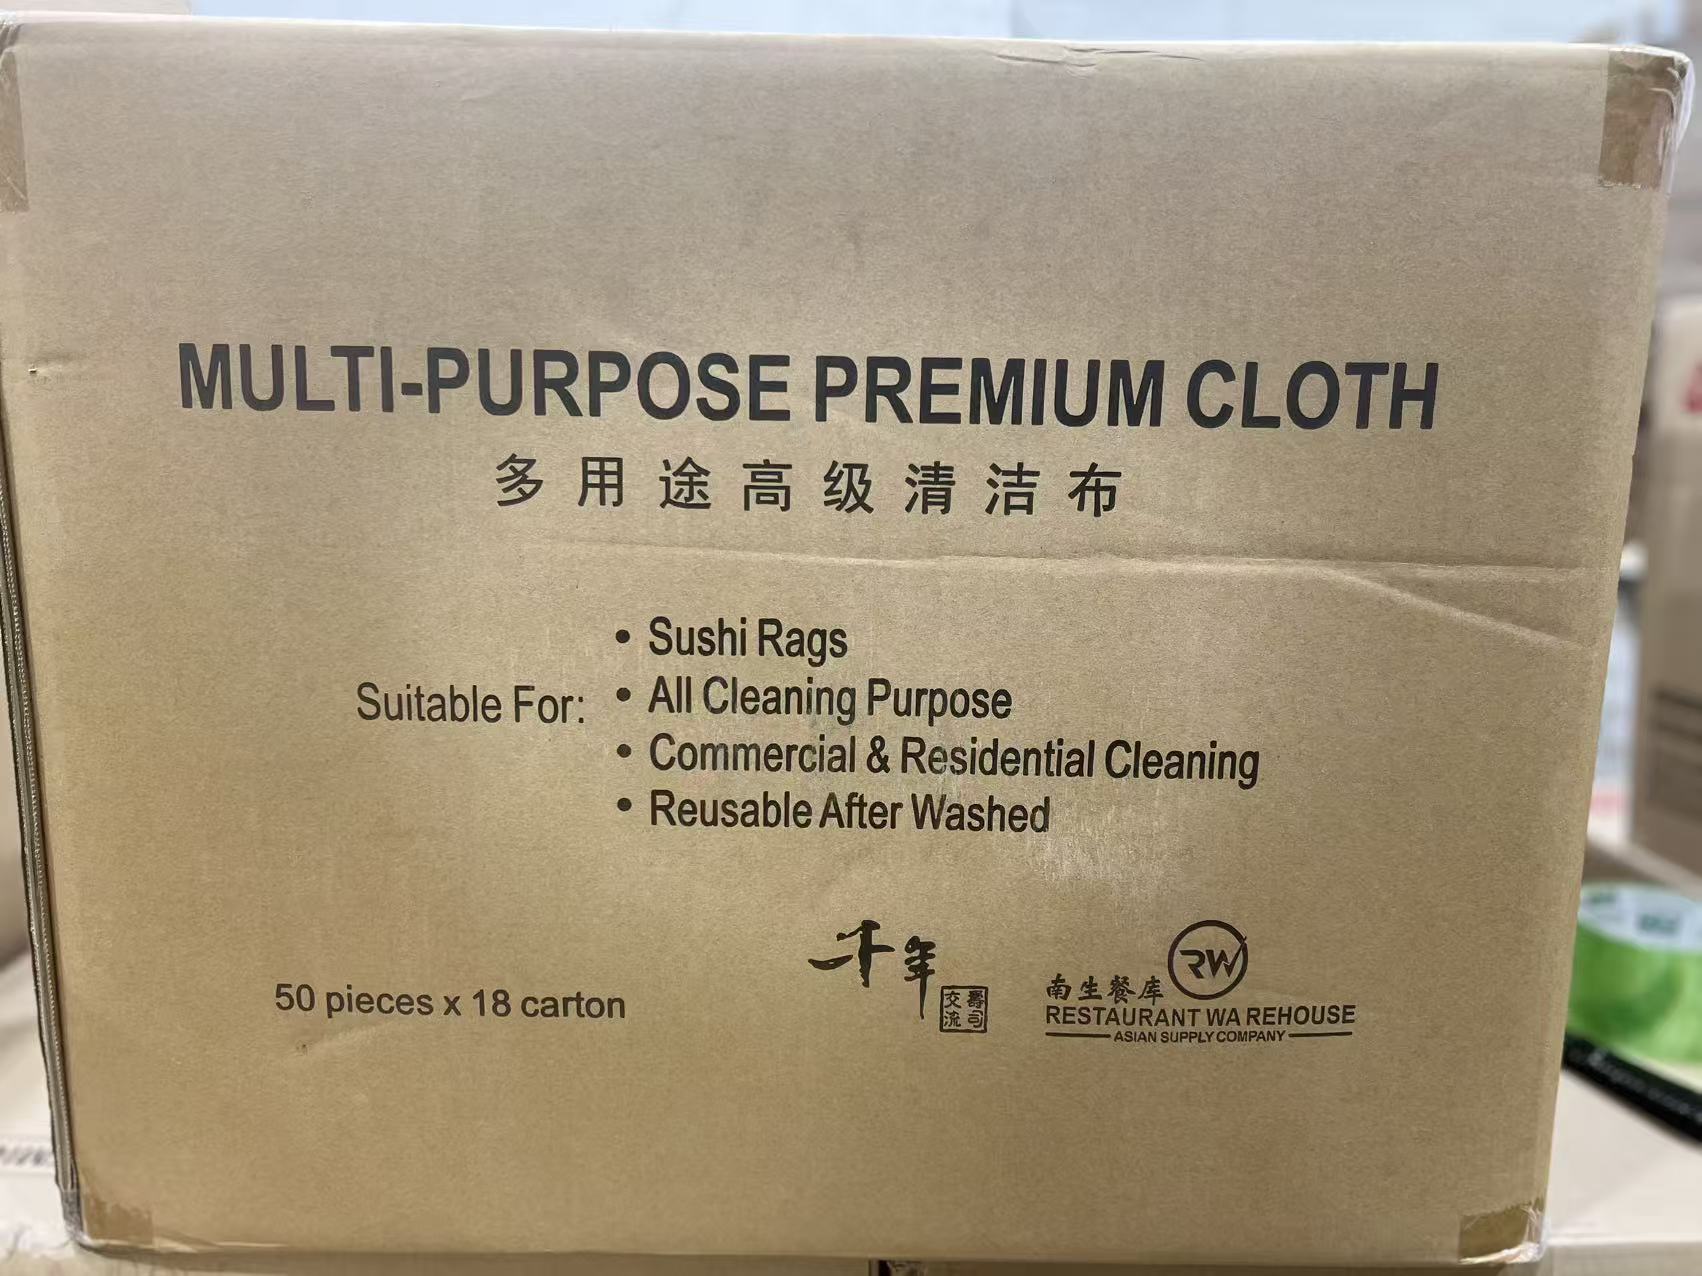 MULTI-PURPOSE PREMIUM CLOTH
多用途高级清洁布
Suitable For:
• Sushi Rags
• All Cleaning Purpose
• Commercial & Residential Cleaning
• Reusable After Washed
50 pieces x 18 carton
千年
交流
壽司
RW
南生餐库
RESTAURANT WAREHOUSE
ASIAN SUPPLY COMPANY